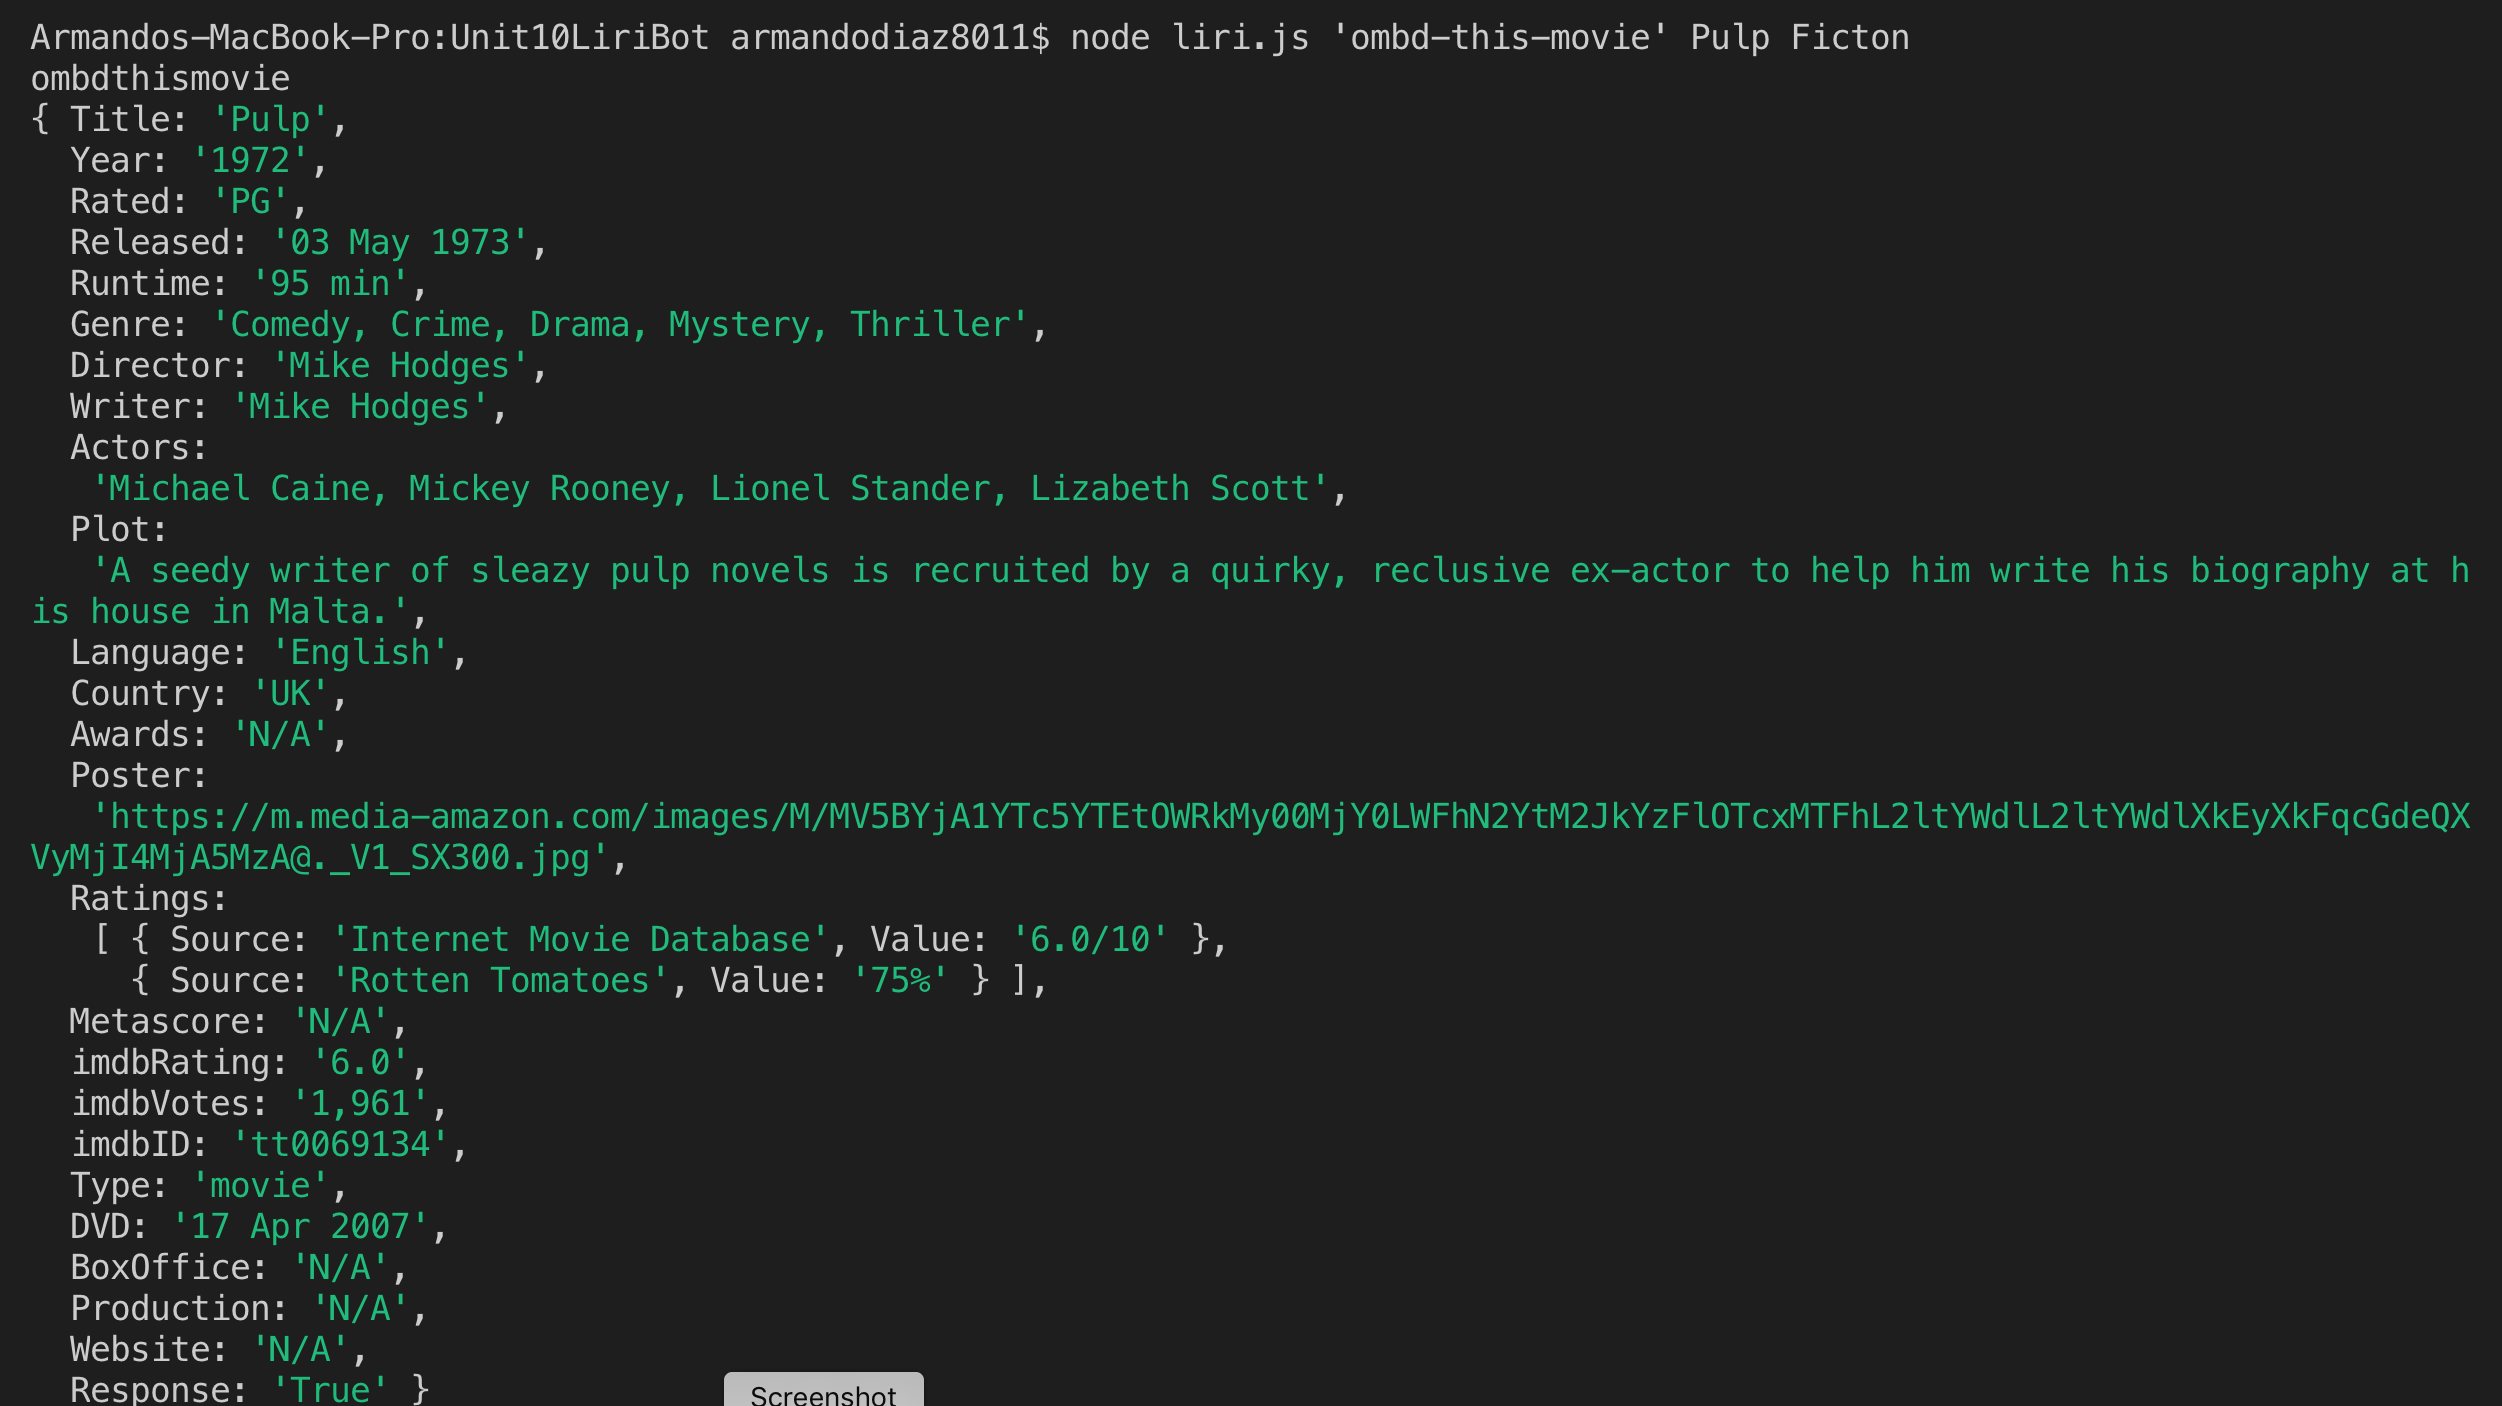 Armandos-MacBook-Pro:Unit10LiriBot armandodiaz8011$ node liri.js 'ombd-this-movie' Pulp Ficton
ombdthismovie
{ Title: 'Pulp',
  Year: '1972',
  Rated: 'PG',
  Released: '03 May 1973',
  Runtime: '95 min',
  Genre: 'Comedy, Crime, Drama, Mystery, Thriller',
  Director: 'Mike Hodges',
  Writer: 'Mike Hodges',
  Actors:
   'Michael Caine, Mickey Rooney, Lionel Stander, Lizabeth Scott',
  Plot:
   'A seedy writer of sleazy pulp novels is recruited by a quirky, reclusive ex-actor to help him write his biography at h
is house in Malta.',
  Language: 'English',
  Country: 'UK',
  Awards: 'N/A',
  Poster:
   'https://m.media-amazon.com/images/M/MV5BYjA1YTc5YTEtOWRkMy00MjY0LWFhN2YtM2JkYzFlOTcxMTFhL2ltYWdlL2ltYWdlXkEyXkFqcGdeQX
VyMjI4MjA5MzA@._V1_SX300.jpg',
  Ratings:
   [ { Source: 'Internet Movie Database', Value: '6.0/10' },
     { Source: 'Rotten Tomatoes', Value: '75%' } ],
  Metascore: 'N/A',
  imdbRating: '6.0',
  imdbVotes: '1,961',
  imdbID: 'tt0069134',
  Type: 'movie',
  DVD: '17 Apr 2007',
  BoxOffice: 'N/A',
  Production: 'N/A',
  Website: 'N/A',
  Response: 'True' }
Screenshot